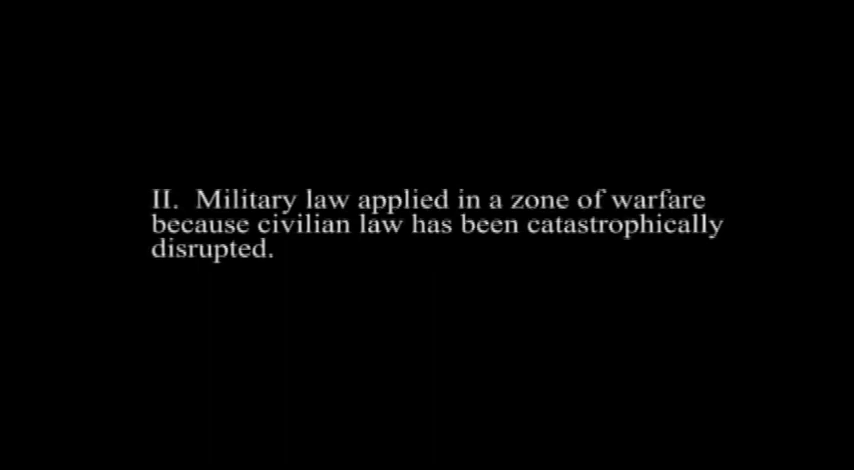 II.  Military law applied in a zone of warfare
because civilian law has been catastrophically
disrupted.